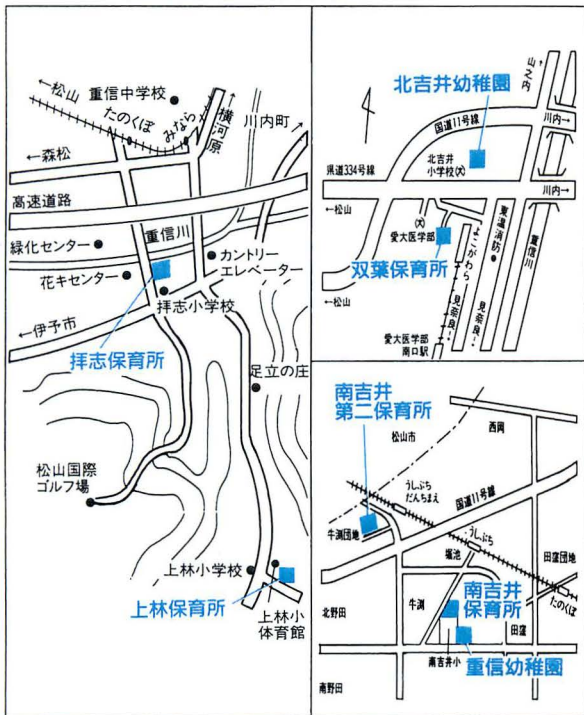 ←松山
重信中学校
たのくぼ
みなら
横河原→
川内町→
←森松
高速道路
緑化センター
重信川
花キセンター
カントリー
エレベーター
拝志小学校
←伊予市
拝志保育所
足立の庄
松山国際
ゴルフ場
上林小学校
上林保育所
上林小
体育館
北吉井幼稚園
山之内→
国道11号線
川内→
北吉井
小学校(文)
県道334号線
←松山
川内→
(文)
愛大医学部
双葉保育所
よこがわら
東温消防
重信川
見奈良→
見奈良→
←松山
愛大医学部
南口駅
南吉井
第二保育所
松山市
西岡
うしぶち
だんちまえ
国道11号線
牛渕団地
うしぶち
堀池
田窪団地
北野田
牛渕
南吉井
保育所
たのくぼ
田窪
重信幼稚園
南吉井小
南野田